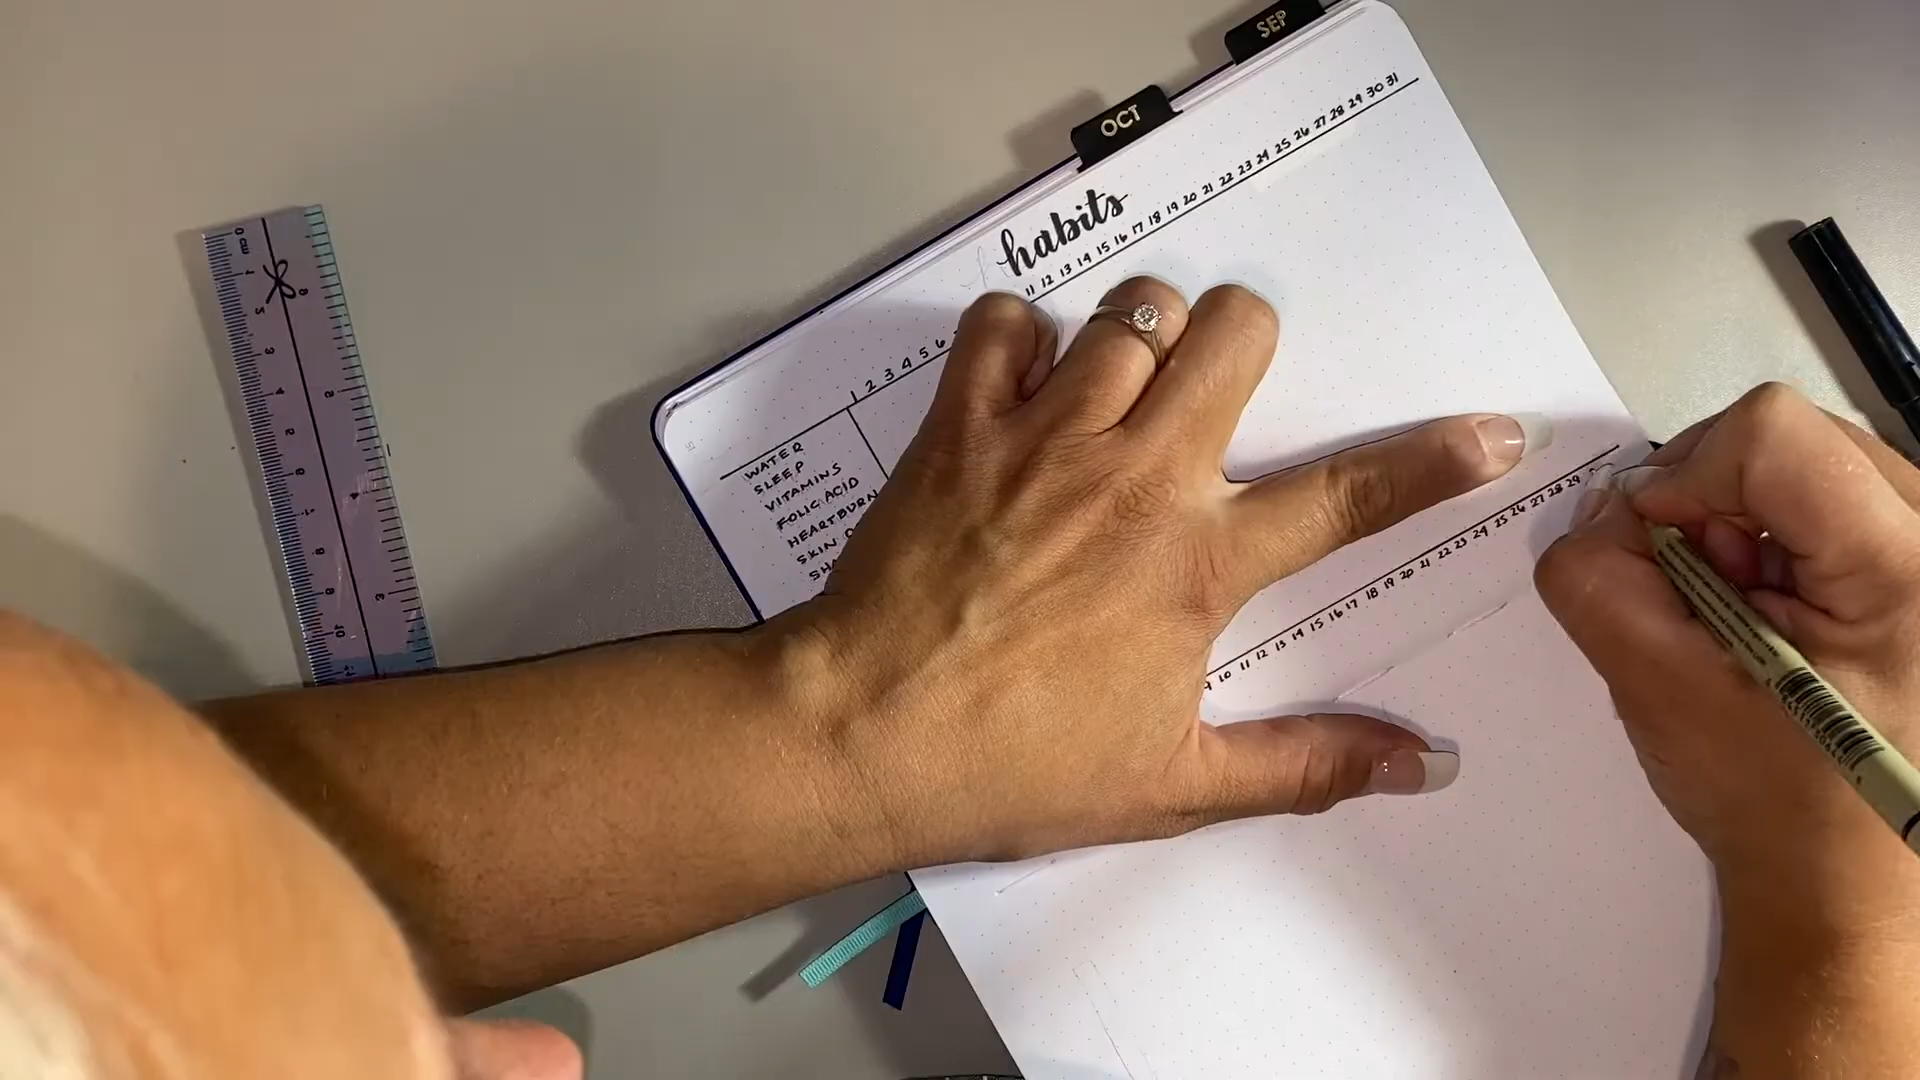 SEP
OCT
habits
1 2 3 4 5 6
11 12 13 14 15 16 17 18 19 20 21 22 23 24 25 26 27 28 29 30 31
WATER
SLEEP
VITAMINS
FOLIC ACID
HEARTBURN
SKIN
9 10 11 12 13 14 15 16 17 18 19 20 21 22 23 24 25 26 27 28 29